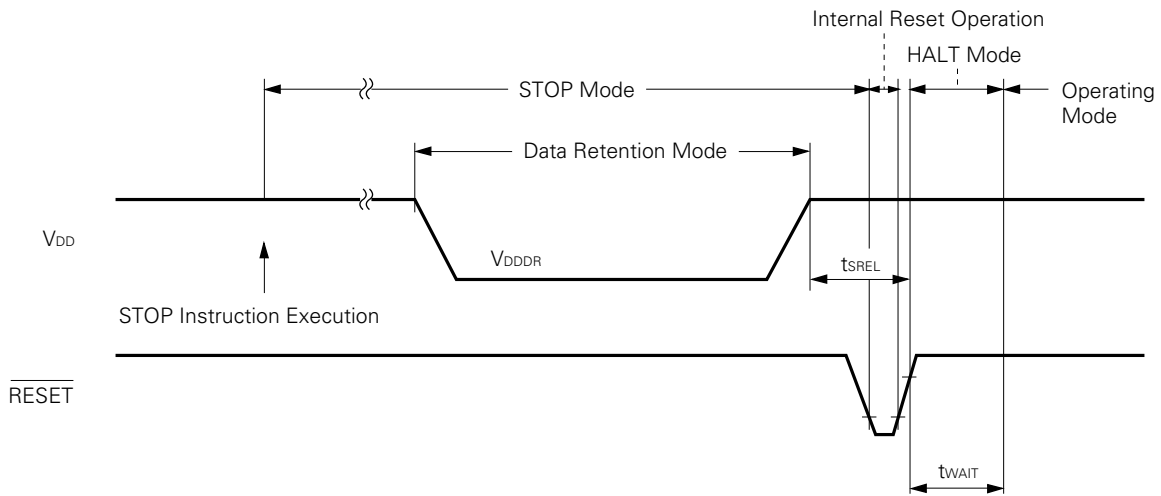 Internal Reset Operation
HALT Mode
STOP Mode
Operating
Mode
Data Retention Mode
VDD
VDDDR
tSREL
STOP Instruction Execution
RESET
tWAIT